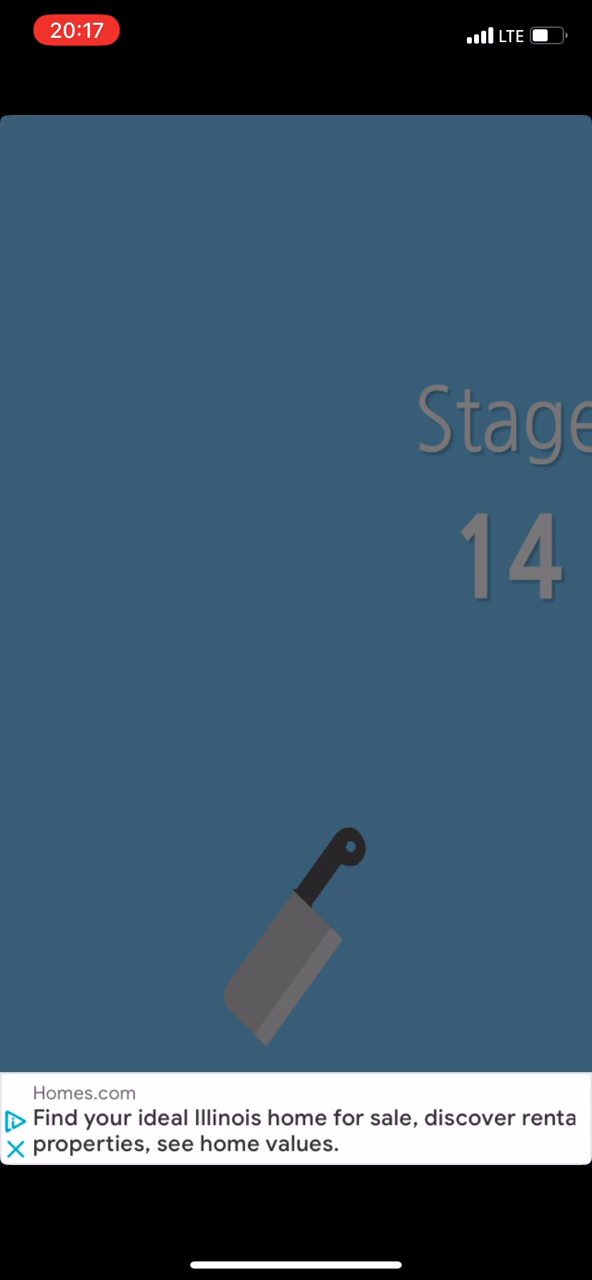 20:17
LTE
Stage
14
Homes.com
Find your ideal Illinois home for sale, discover renta
properties, see home values.